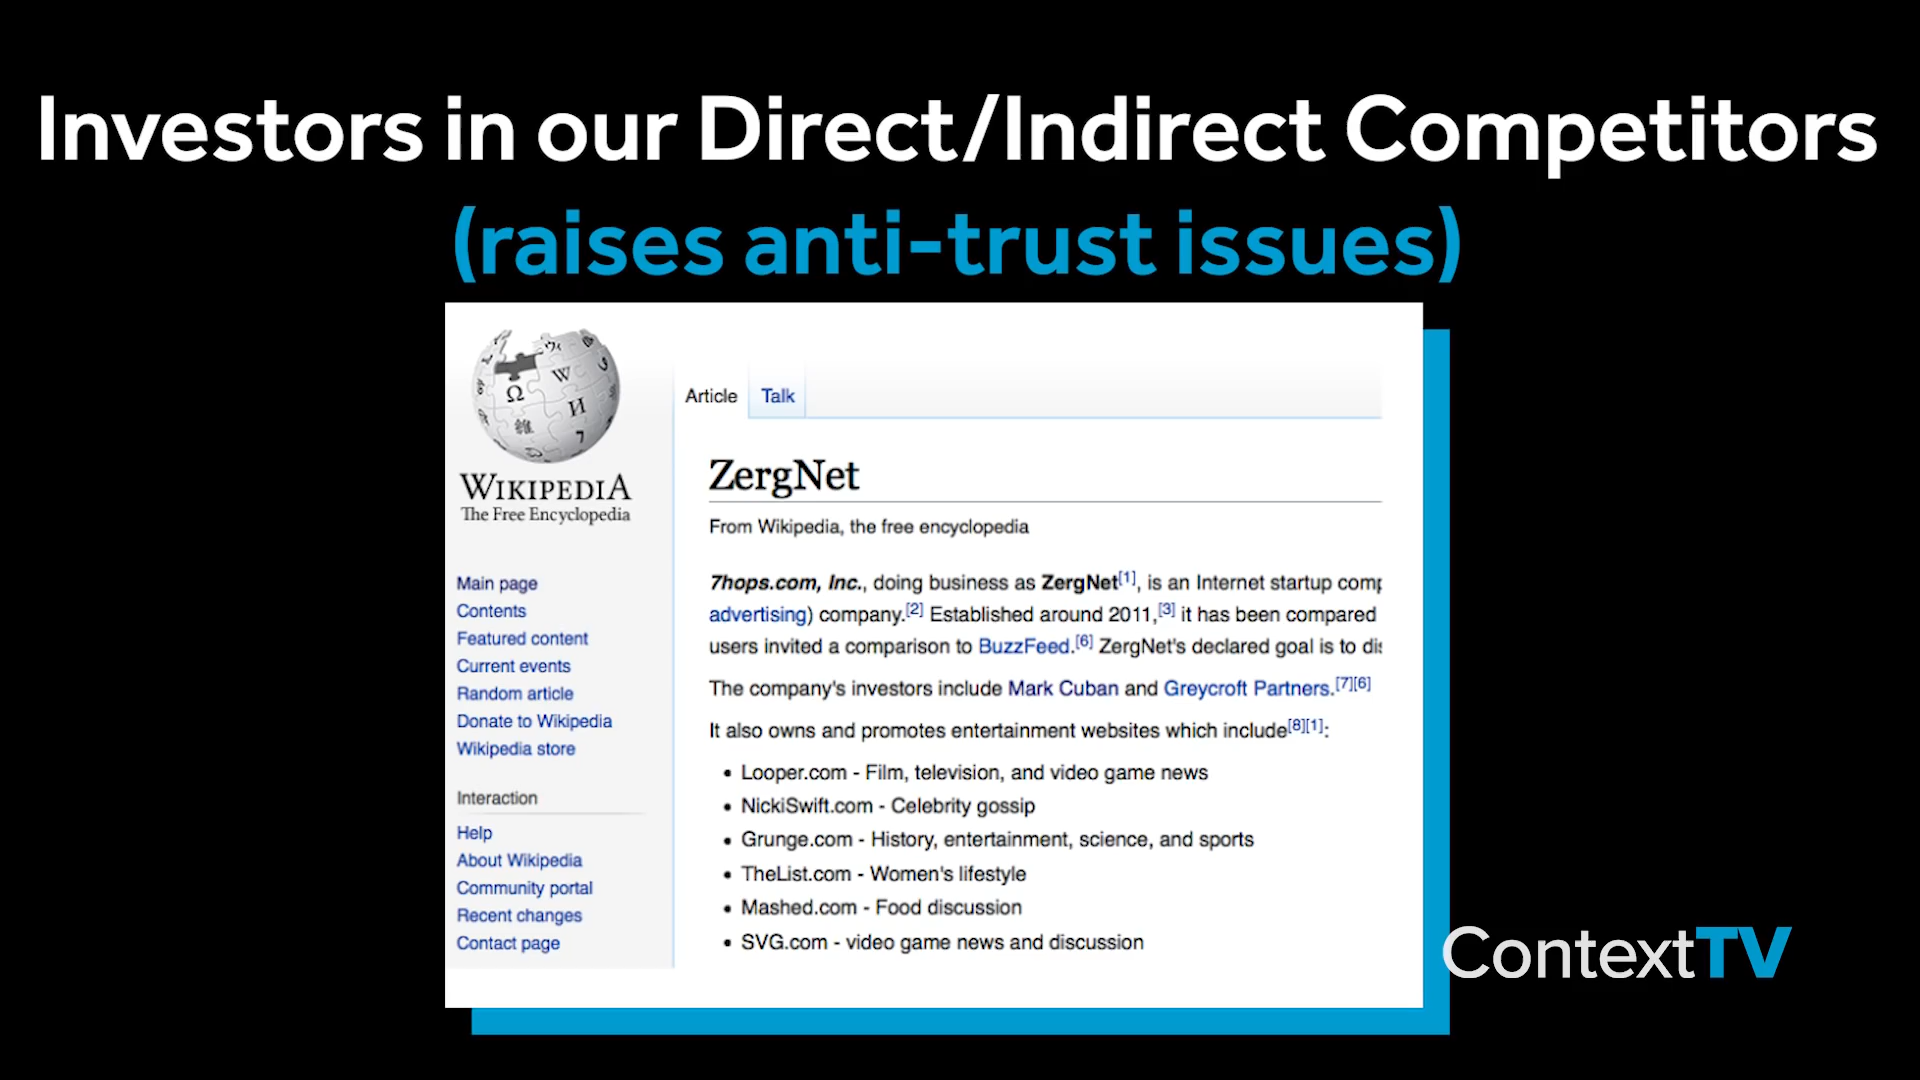 Investors in our Direct/Indirect Competitors
(raises anti-trust issues)
WIKIPEDIA
The Free Encyclopedia
Main page
Contents
Featured content
Current events
Random article
Donate to Wikipedia
Wikipedia store
Interaction
Help
About Wikipedia
Community portal
Recent changes
Contact page
Article Talk
ZergNet
From Wikipedia, the free encyclopedia
7hops.com, Inc., doing business as ZergNet[1], is an Internet startup comp
advertising) company.[2] Established around 2011,[3] it has been compared
users invited a comparison to BuzzFeed.[6] ZergNet's declared goal is to dis
The company's investors include Mark Cuban and Greycroft Partners.[7][6]
It also owns and promotes entertainment websites which include[8][1]:
• Looper.com - Film, television, and video game news
• NickiSwift.com - Celebrity gossip
• Grunge.com - History, entertainment, science, and sports
• TheList.com - Women's lifestyle
• Mashed.com - Food discussion
• SVG.com - video game news and discussion
ContextTV